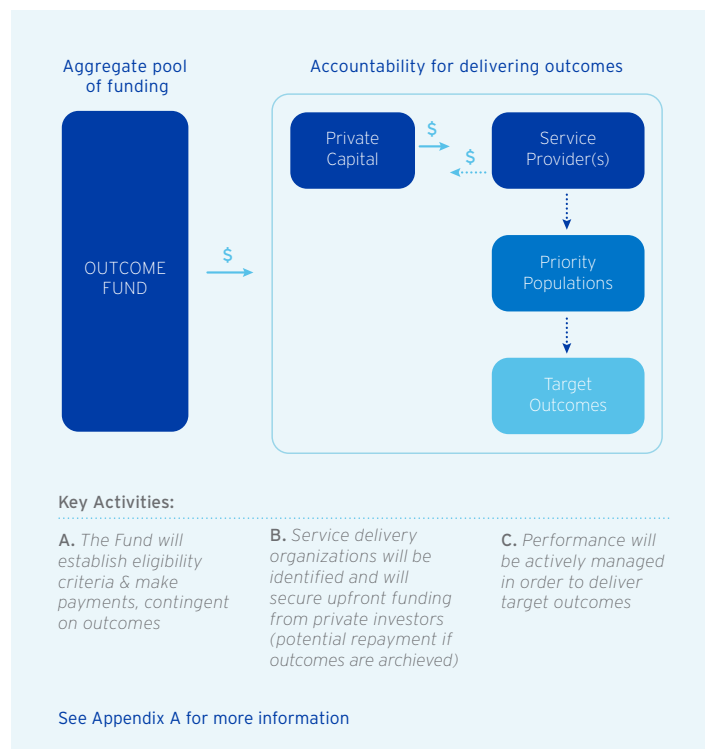 Aggregate pool
of funding
Accountability for delivering outcomes
OUTCOME
FUND
$
Private
Capital
$
$
Service
Provider(s)
Priority
Populations
Target
Outcomes
Key Activities:
A. The Fund will
establish eligibility
criteria & make
payments, contingent
on outcomes
B. Service delivery
organizations will be
identified and will
secure upfront funding
from private investors
(potential repayment if
outcomes are archieved)
C. Performance will
be actively managed
in order to deliver
target outcomes
See Appendix A for more information